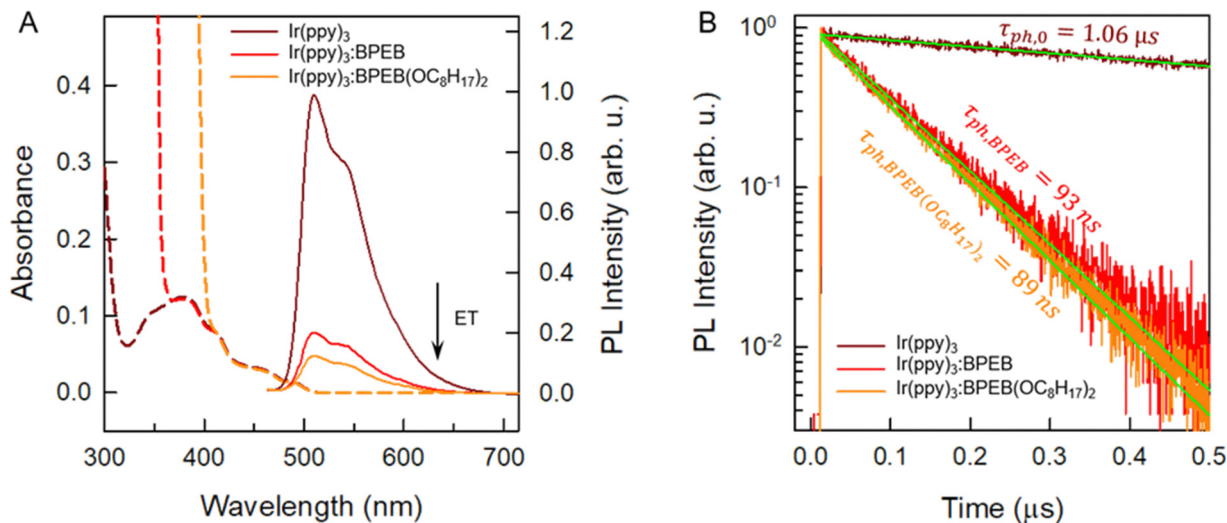 A
Ir(ppy)₃
Ir(ppy)₃:BPEB
Ir(ppy)₃:BPEB(OC₈H₁₇)₂
ET
Absorbance
0.4
0.3
0.2
0.1
0.0
300
400
500
600
700
Wavelength (nm)
1.2
1.0
0.8
0.6
0.4
0.2
0.0
PL Intensity (arb. u.)
B
τph,0 = 1.06 μs
τph,BPEB = 93 ns
τph,BPEB(OC₈H₁₇)₂ = 89 ns
Ir(ppy)₃
Ir(ppy)₃:BPEB
Ir(ppy)₃:BPEB(OC₈H₁₇)₂
PL Intensity (arb. u.)
10⁰
10⁻¹
10⁻²
0.0
0.1
0.2
0.3
0.4
0.5
Time (μs)